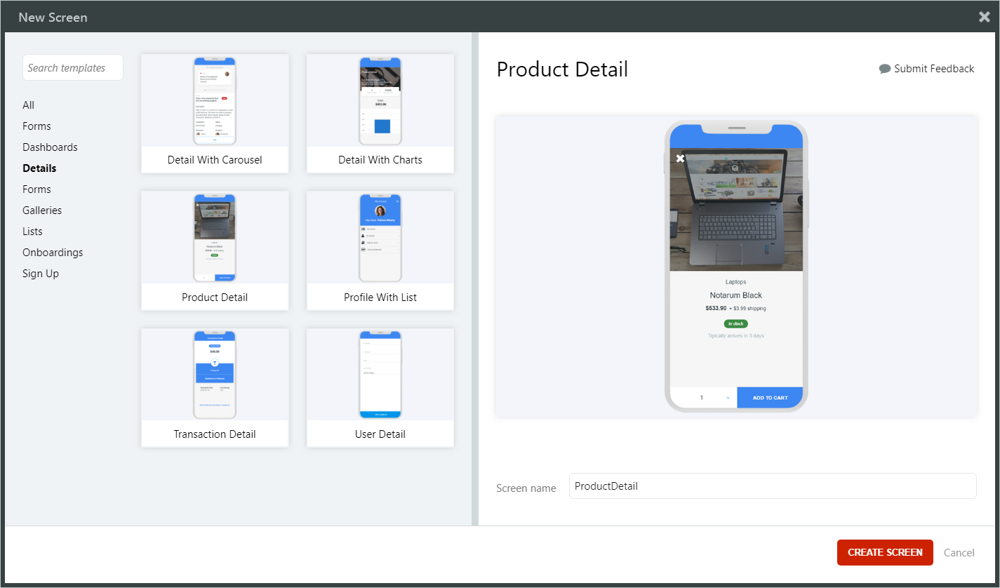 New Screen
Search templates
All
Forms
Dashboards
Details
Forms
Galleries
Lists
Onboardings
Sign Up
Detail With Carousel
Detail With Charts
Product Detail
Profile With List
Transaction Detail
User Detail
Product Detail
Submit Feedback
Laptops
Notarum Black
$533.90 + $3.99 shipping
in stock
Tipically arrives in 3 days
1
ADD TO CART
Screen name
ProductDetail
CREATE SCREEN
Cancel